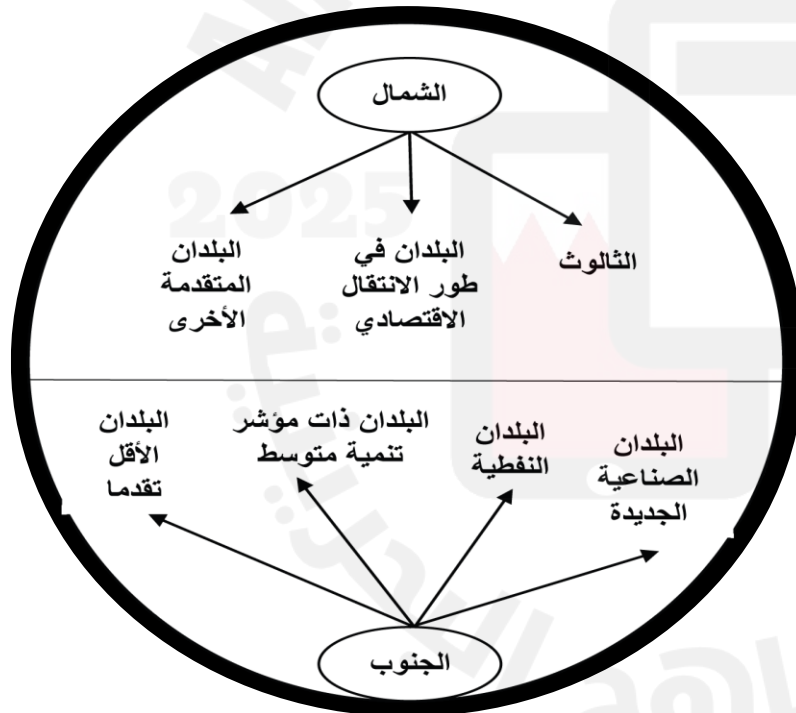 الشمال
الثالوث
البلدان في
طور الانتقال
الاقتصادي
البلدان
المتقدمة
الأخرى
البلدان
الصناعية
الجديدة
البلدان
النفطية
البلدان ذات مؤشر
تنمية متوسط
البلدان
الأقل
تقدما
الجنوب
2025